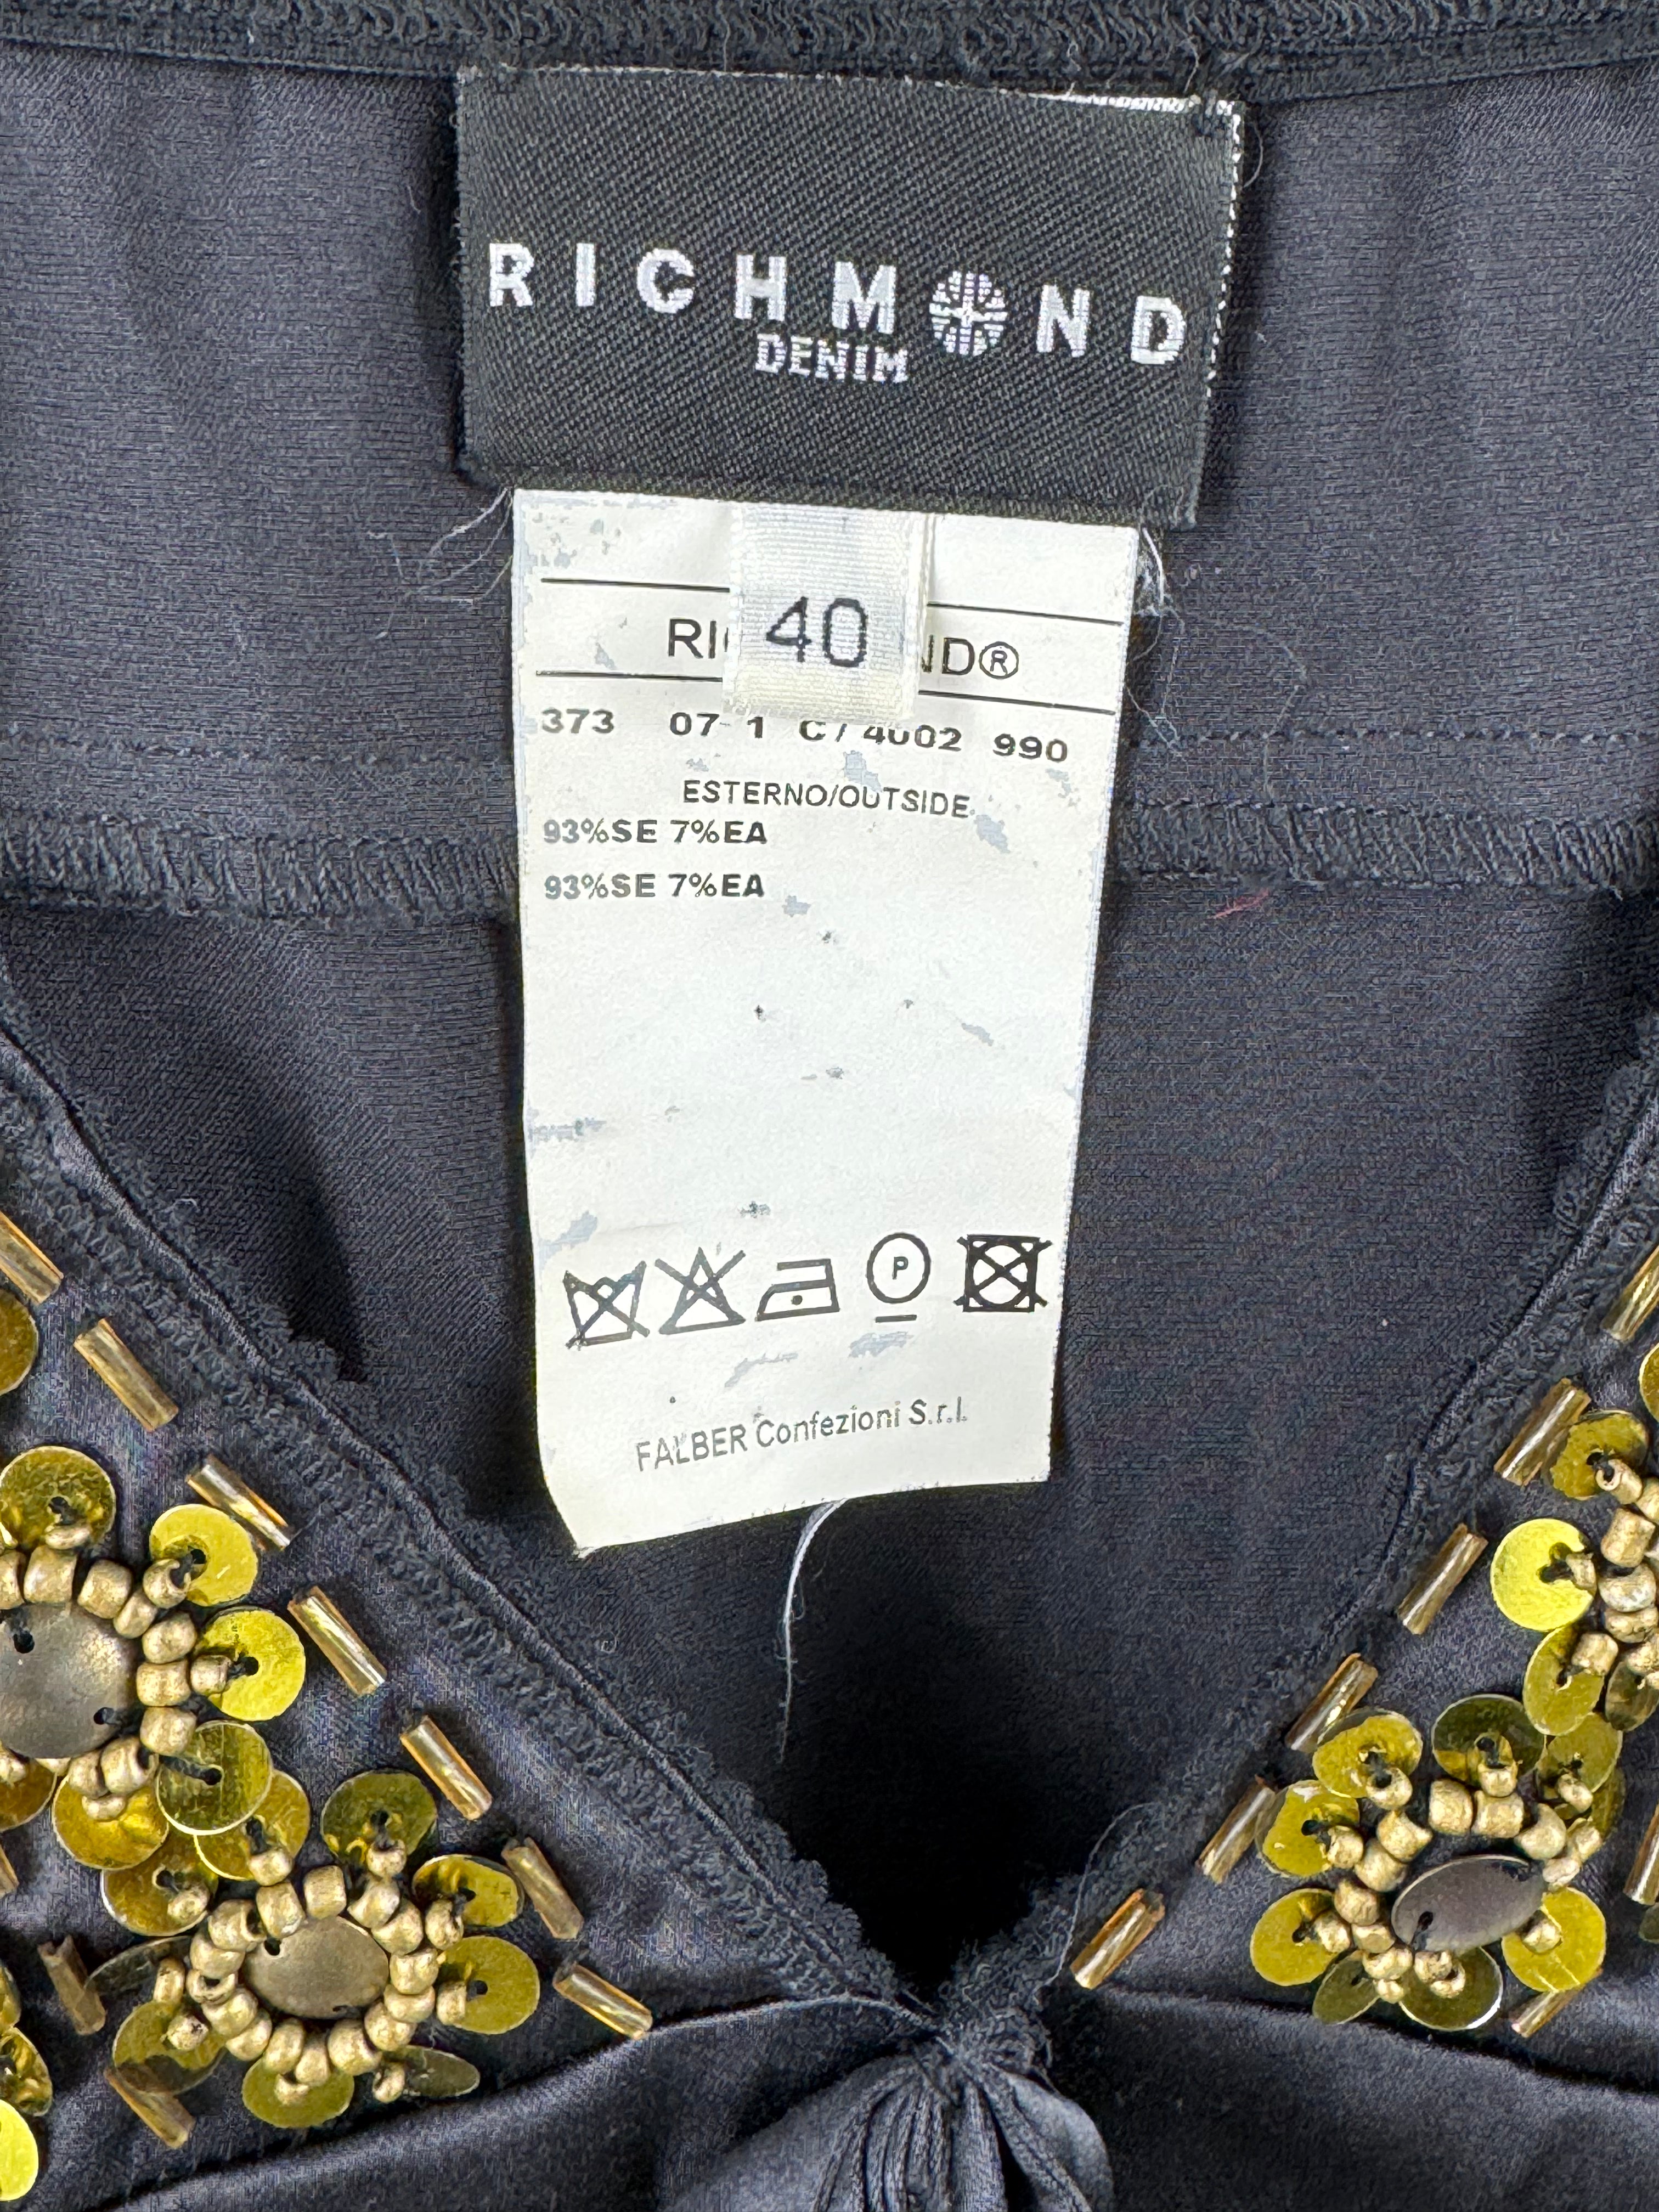 RICHMOND
DENIM
40
RI ND®
373 07- 1 C / 4002 990
ESTERNO/OUTSIDE
93%SE 7%EA
93%SE 7%EA
P
FALBER Confezioni S.r.l.